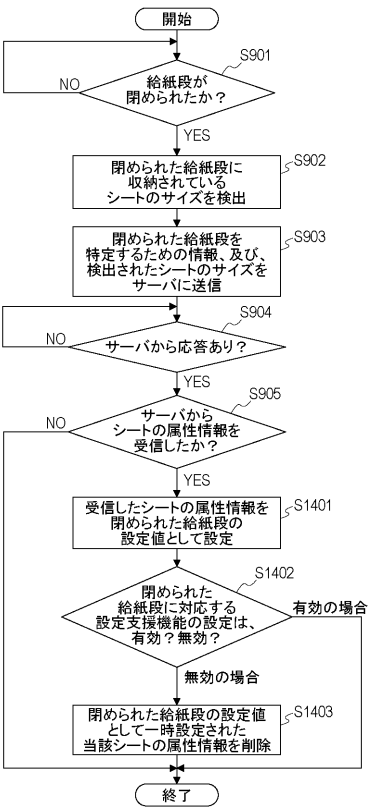 開始
S901
給紙段が
閉められたか？
NO
YES
S902
閉められた給紙段に
収納されている
シートのサイズを検出
S903
閉められた給紙段を
特定するための情報、及び、
検出されたシートのサイズを
サーバに送信
S904
サーバから応答あり？
NO
YES
S905
サーバから
シートの属性情報を
受信したか？
NO
YES
S1401
受信したシートの属性情報を
閉められた給紙段の
設定値として設定
S1402
閉められた
給紙段に対応する
設定支援機能の設定は、
有効？無効？
有効の場合
無効の場合
S1403
閉められた給紙段の設定値
として一時設定された
当該シートの属性情報を削除
終了